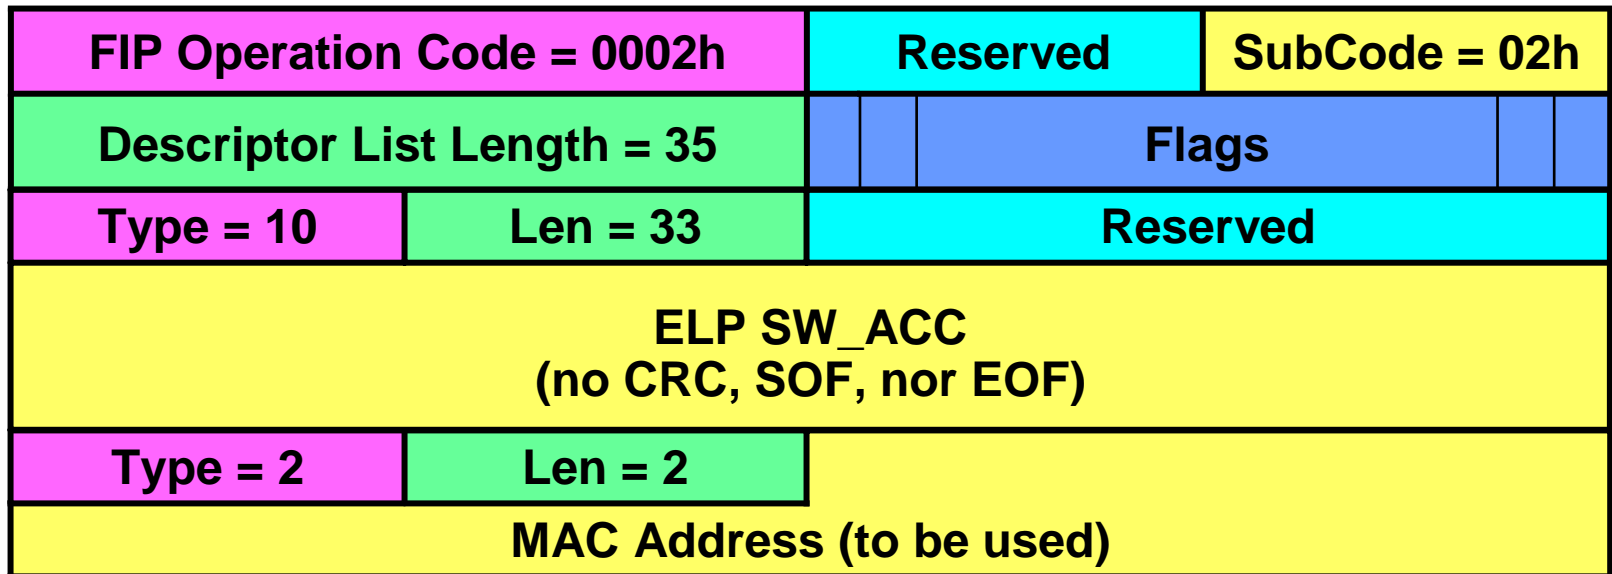 FIP Operation Code = 0002h Reserved SubCode = 02h
Descriptor List Length = 35 Flags
Type = 10 Len = 33 Reserved
ELP SW_ACC
(no CRC, SOF, nor EOF)
Type = 2 Len = 2
MAC Address (to be used)